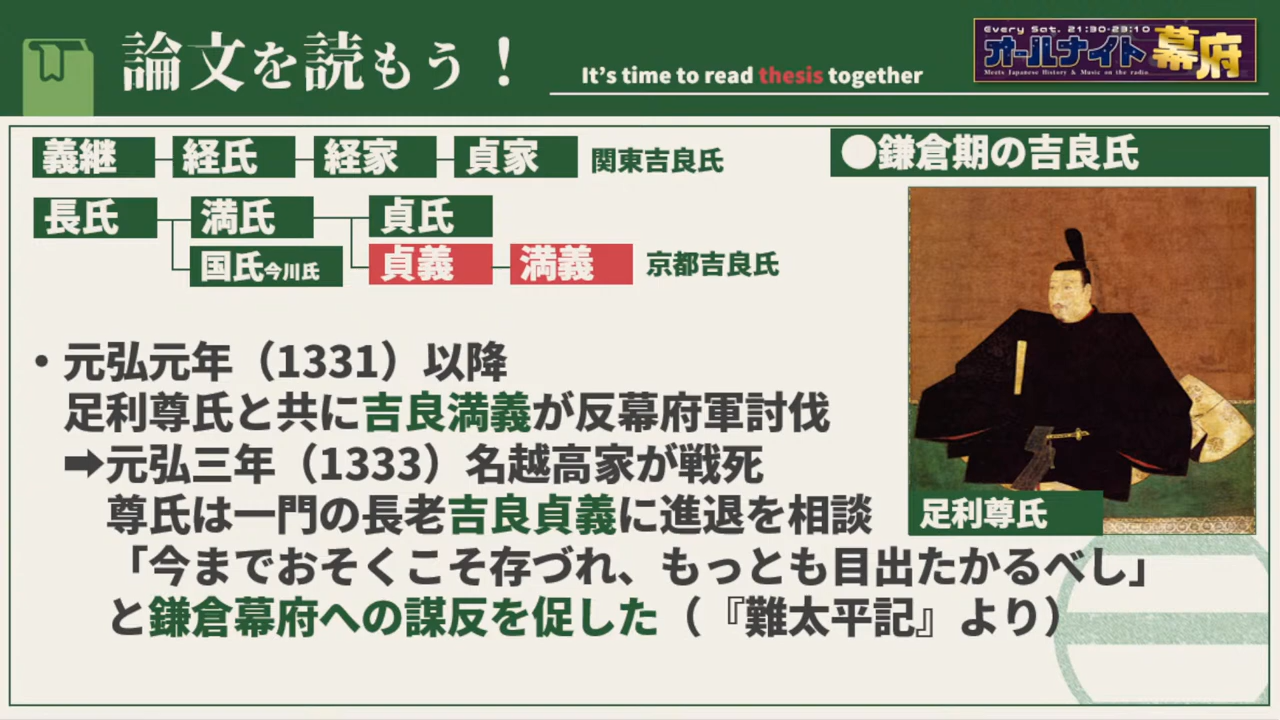 論文を読もう！
It's time to read thesis together
Every Sat. 21:30-23:10
オールナイト幕府
Meets Japanese History & Music on the radio
●鎌倉期の吉良氏
義継 経氏 経家 貞家 関東吉良氏
長氏 満氏 貞氏
国氏今川氏 貞義 満義 京都吉良氏
・元弘元年（1331）以降
足利尊氏と共に吉良満義が反幕府軍討伐
➡元弘三年（1333）名越高家が戦死
尊氏は一門の長老吉良貞義に進退を相談
「今までおそくこそ存づれ、もっとも目出たかるべし」
と鎌倉幕府への謀反を促した（『難太平記』より）
足利尊氏